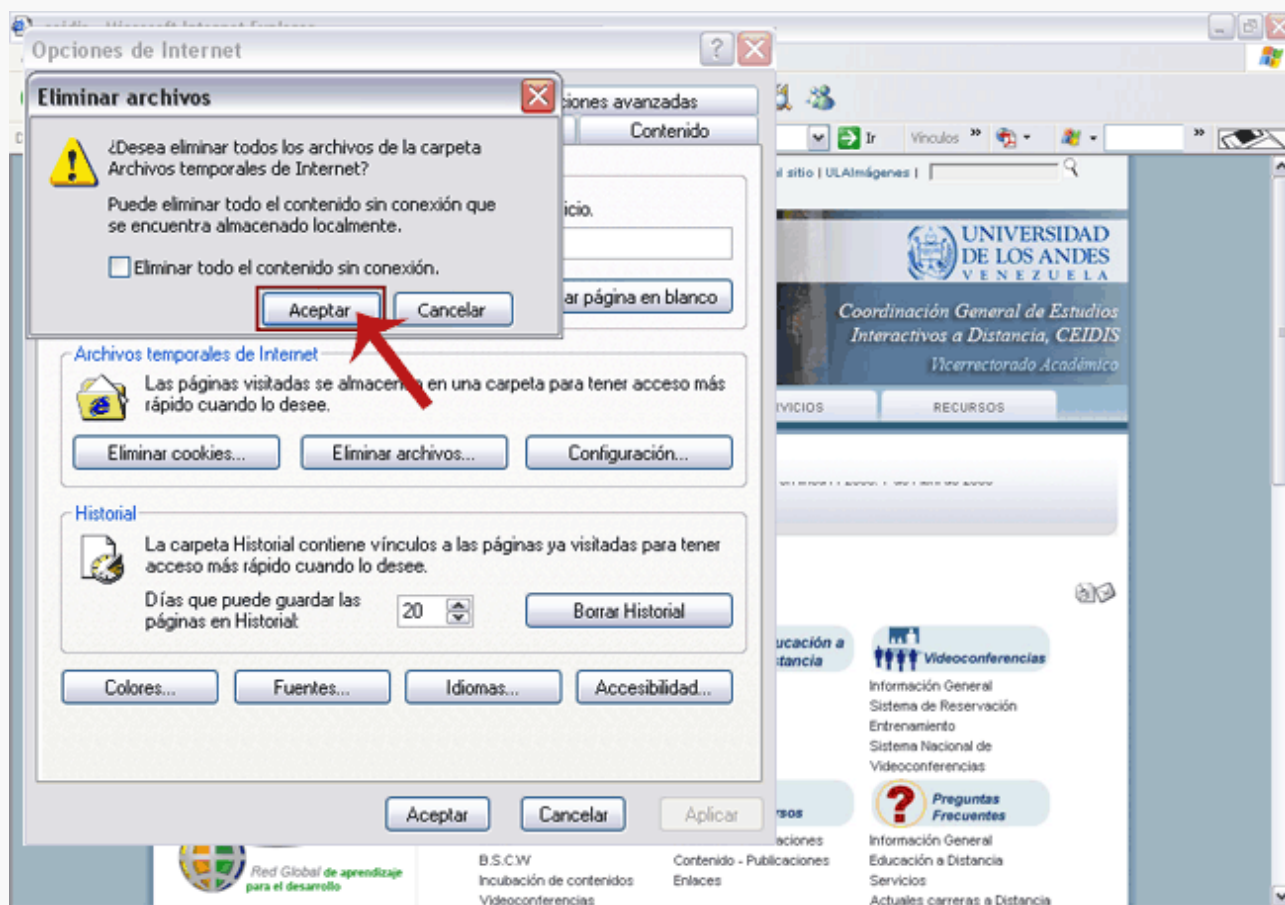 Opciones de Internet
Eliminar archivos
¿Desea eliminar todos los archivos de la carpeta
Archivos temporales de Internet?
Puede eliminar todo el contenido sin conexión que
se encuentra almacenado localmente.
Eliminar todo el contenido sin conexión.
Aceptar
Cancelar
ciones avanzadas
Contenido
icio.
ar página en blanco
Archivos temporales de Internet
Las páginas visitadas se almacenan en una carpeta para tener acceso más
rápido cuando lo desee.
Eliminar cookies...
Eliminar archivos...
Configuración...
Historial
La carpeta Historial contiene vínculos a las páginas ya visitadas para tener
acceso más rápido cuando lo desee.
Días que puede guardar las
páginas en Historial:
20
Borrar Historial
Colores...
Fuentes...
Idiomas...
Accesibilidad...
Aceptar
Cancelar
Aplicar
Ir
Vínculos
sitio | ULAImágenes |
UNIVERSIDAD
DE LOS ANDES
VENEZUELA
Coordinación General de Estudios
Interactivos a Distancia, CEIDIS
Vicerrectorado Académico
VICIOS
RECURSOS
ucación a
stancia
Videoconferencias
Información General
Sistema de Reservación
Entrenamiento
Sistema Nacional de
Videoconferencias
Preguntas
Frecuentes
Información General
Educación a Distancia
Servicios
Actuales carreras a Distancia
rsos
aciones
Contenido - Publicaciones
Enlaces
B.S.C.W
Incubación de contenidos
Videoconferencias
Red Global de aprendizaje
para el desarrollo